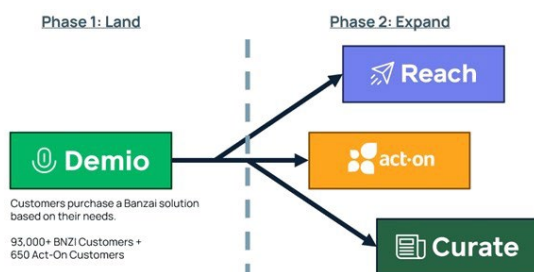 Phase 1: Land
Phase 2: Expand
Reach
Demio
act-on
Customers purchase a Banzai solution
based on their needs.
93,000+ BNZI Customers +
650 Act-On Customers
Curate